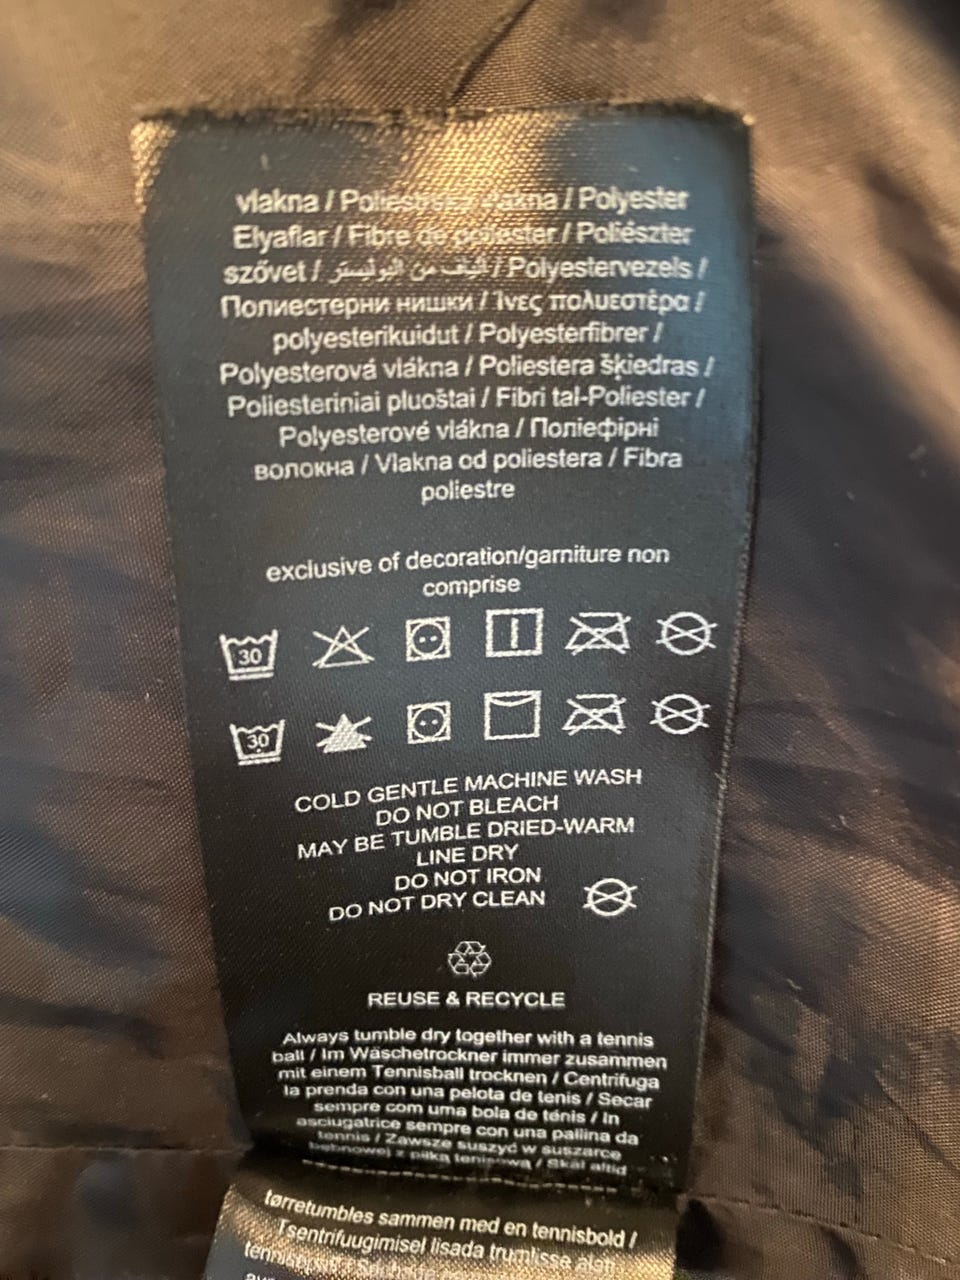 vlakna / Poliestrska vlakna / Polyester
Elyaflar / Fibre de poliester / Poliészter
szövet / ألياف من البوليستر / Polyestervezels /
Полиестерни нишки / Ίνες πολυεστέρα /
polyesterikuidut / Polyesterfibrer /
Polyesterová vlákna / Poliestera šķiedras /
Poliesteriniai pluoštai / Fibri tal-Poliester /
Polyesterové vlákna / Поліефірні
волокна / Vlakna od poliestera / Fibra
poliestre
exclusive of decoration/garniture non
comprise
30
30
COLD GENTLE MACHINE WASH
DO NOT BLEACH
MAY BE TUMBLE DRIED-WARM
LINE DRY
DO NOT IRON
DO NOT DRY CLEAN
REUSE & RECYCLE
Always tumble dry together with a tennis
ball / Im Wäschetrockner immer zusammen
mit einem Tennisball trocknen / Centrifuga
la prenda con una pelota de tenis / Secar
sempre com uma bola de ténis / In
asciugatrice sempre con una pallina da
tennis / Zawsze suszyć w suszarce
bębnowej z piłką tenisową / Skal altid
tørretumbles sammen med en tennisbold /
Tsentrifuugimisel lisada trumlisse alati